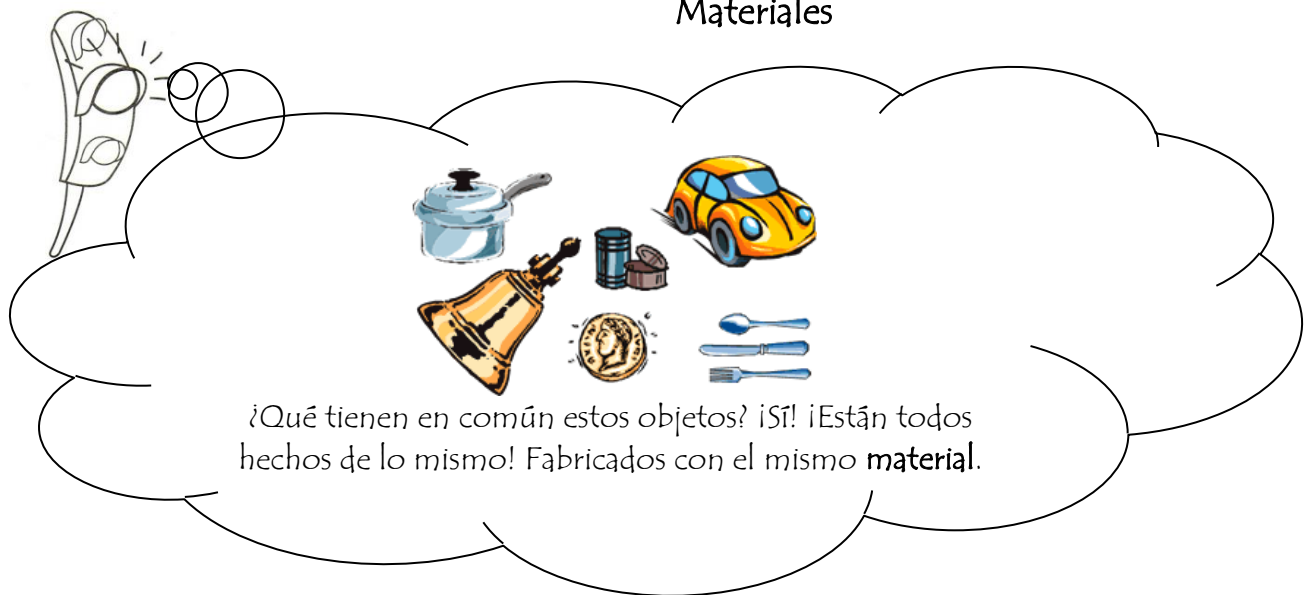 Materiales
¿Qué tienen en común estos objetos? ¡Sí! ¡Están todos
hechos de lo mismo! Fabricados con el mismo material.